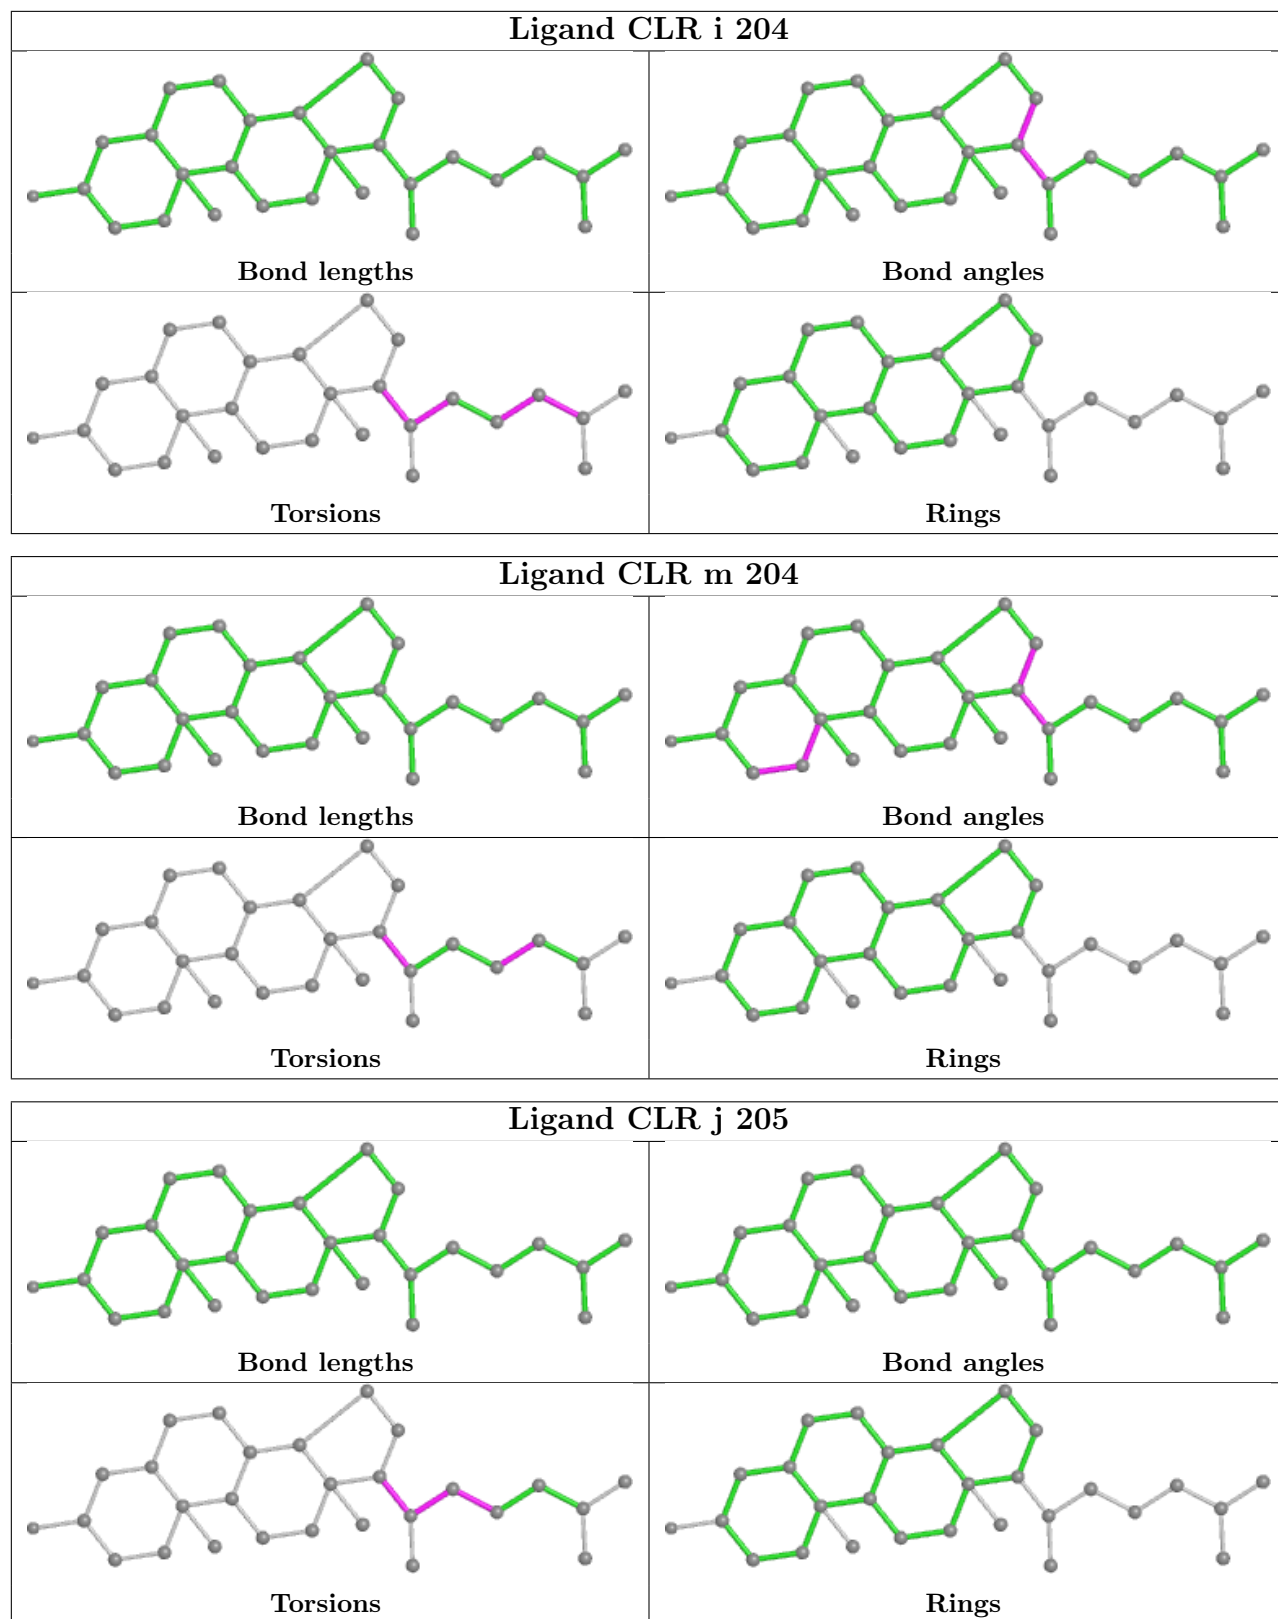 Ligand CLR i 204
Bond lengths
Bond angles
Torsions
Rings
Ligand CLR m 204
Bond lengths
Bond angles
Torsions
Rings
Ligand CLR j 205
Bond lengths
Bond angles
Torsions
Rings